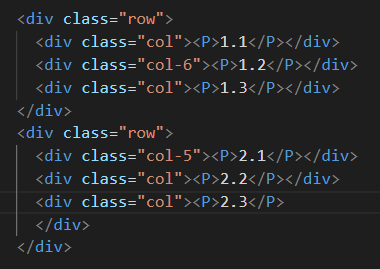 <div class="row">
<div class="col"><P>1.1</P></div>
<div class="col-6"><P>1.2</P></div>
<div class="col"><P>1.3</P></div>
</div>
<div class="row">
<div class="col-5"><P>2.1</P></div>
<div class="col"><P>2.2</P></div>
<div class="col"><P>2.3</P>
</div>
</div>